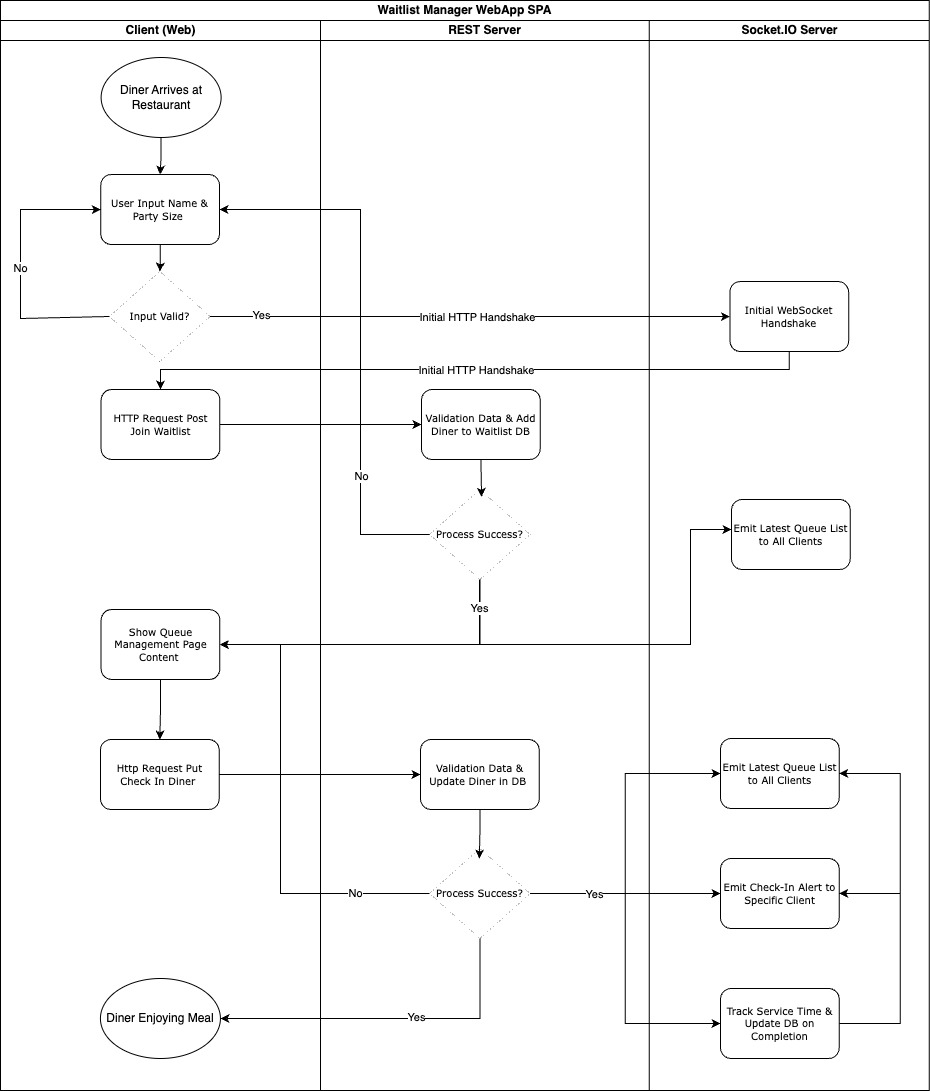 Waitlist Manager WebApp SPA
Client (Web)
REST Server
Socket.IO Server
Diner Arrives at
Restaurant
User Input Name &
Party Size
No
Input Valid?
Yes
Initial HTTP Handshake
Initial WebSocket
Handshake
Initial HTTP Handshake
HTTP Request Post
Join Waitlist
Validation Data & Add
Diner to Waitlist DB
No
Process Success?
Emit Latest Queue List
to All Clients
Yes
Show Queue
Management Page
Content
Http Request Put
Check In Diner
Validation Data &
Update Diner in DB
Emit Latest Queue List
to All Clients
No
Process Success?
Yes
Emit Check-In Alert to
Specific Client
Diner Enjoying Meal
Yes
Track Service Time &
Update DB on
Completion